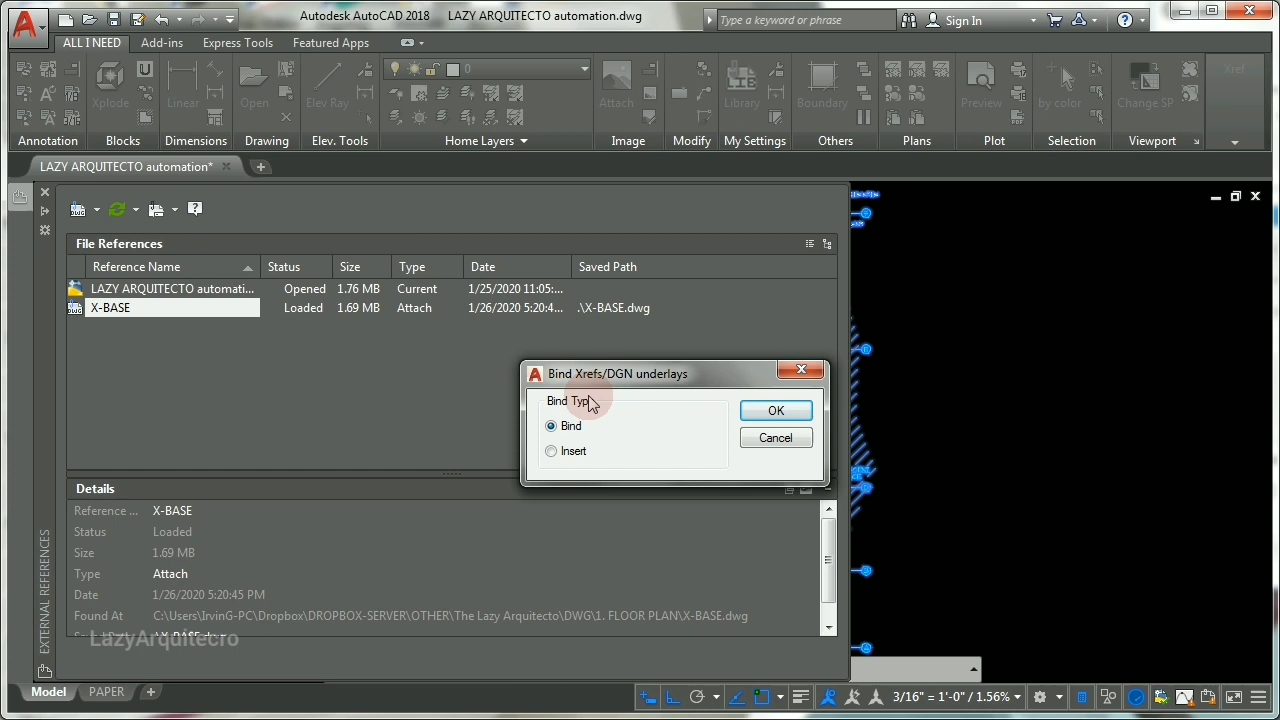 Autodesk AutoCAD 2018 LAZY ARQUITECTO automation.dwg
Type a keyword or phrase
Sign In
ALL I NEED Add-ins Express Tools Featured Apps
0
Xplode Linear Open Elev Ray Attach Library Boundary Preview by color Change SP Xref
Annotation Blocks Dimensions Drawing Elev. Tools Home Layers Image Modify My Settings Others Plans Plot Selection Viewport
LAZY ARQUITECTO automation*
File References
Reference Name Status Size Type Date Saved Path
LAZY ARQUITECTO automati... Opened 1.76 MB Current 1/25/2020 11:05:...
X-BASE Loaded 1.69 MB Attach 1/26/2020 5:20:4... .\X-BASE.dwg
Bind Xrefs/DGN underlays
Bind Type
Bind
Insert
OK
Cancel
Details
Reference ... X-BASE
Status Loaded
Size 1.69 MB
Type Attach
Date 1/26/2020 5:20:45 PM
Found At C:\Users\IrvinG-PC\Dropbox\DROPBOX-SERVER\OTHER\The Lazy Arquitecto\DWG\1. FLOOR PLAN\X-BASE.dwg
LazyArquitecro
EXTERNAL REFERENCES
Model PAPER
3/16" = 1'-0" / 1.56%